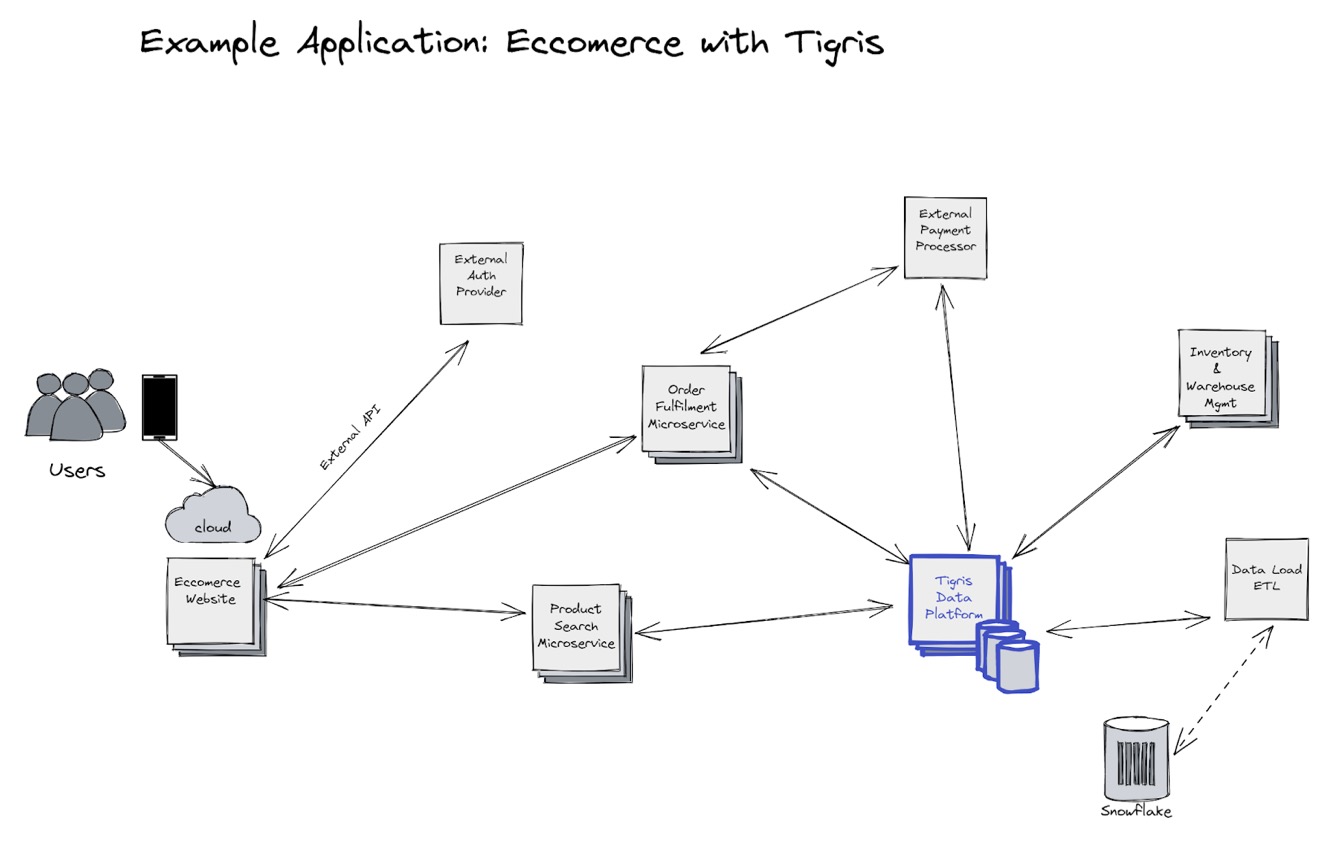 Example Application: Eccomerce with Tigris
External
Payment
Processor
External
Auth
Provider
External API
Order
Fulfilment
Microservice
Inventory
&
Warehouse
Mgmt
Users
cloud
Eccomerce
Website
Product
Search
Microservice
Tigris
Data
Platform
Data Load
ETL
Snowflake